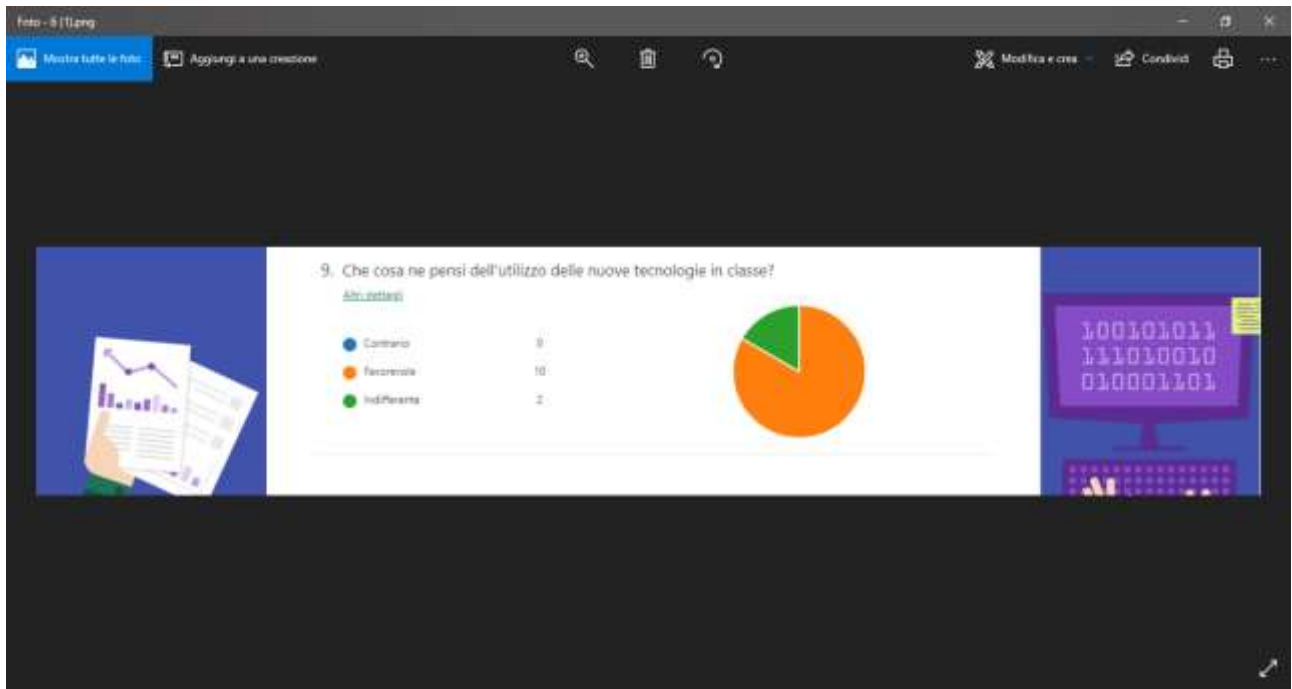 Foto - 6 (1).png
Mostra tutte le foto
Aggiungi a una creazione
Modifica e crea
Condividi
9. Che cosa ne pensi dell'utilizzo delle nuove tecnologie in classe?
Altri dettagli
Contrario 0
Favorevole 10
Indifferente 2
100101011
111010010
010001101